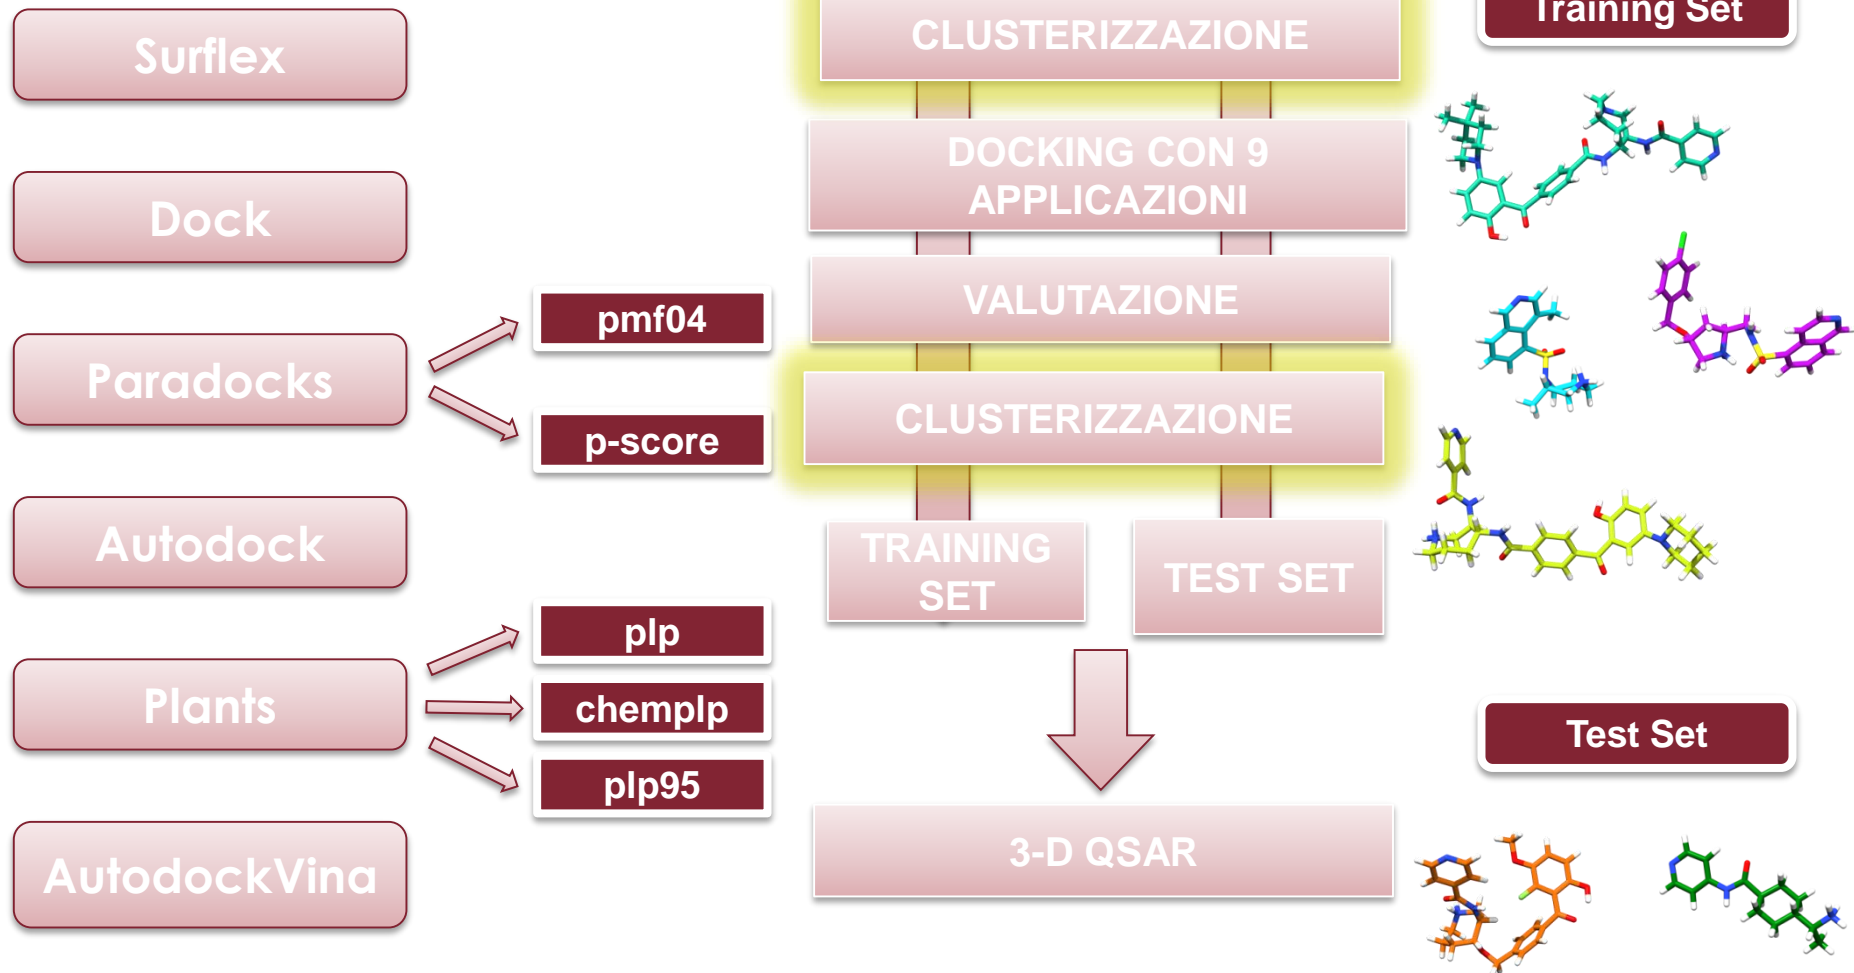 Surflex
Dock
Paradocks
Autodock
Plants
AutodockVina
pmf04
p-score
plp
chemplp
plp95
CLUSTERIZZAZIONE
DOCKING CON 9
APPLICAZIONI
VALUTAZIONE
CLUSTERIZZAZIONE
TRAINING
SET
TEST SET
3-D QSAR
Training Set
Test Set